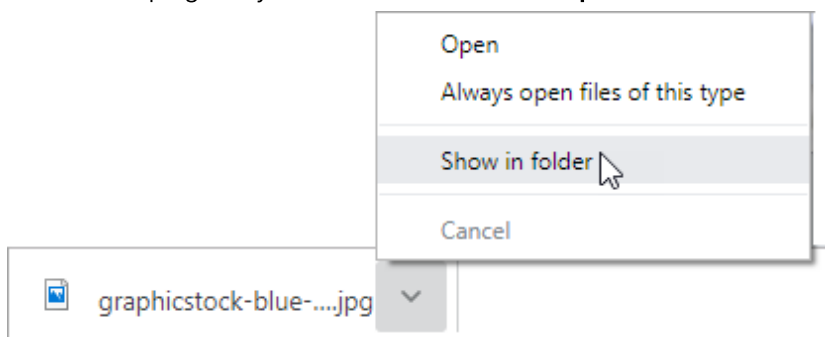 Open
Always open files of this type
Show in folder
Cancel
graphicstock-blue-....jpg